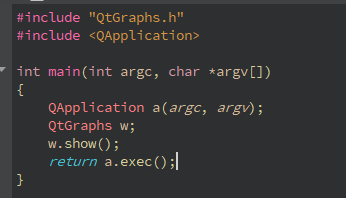 #include "QtGraphs.h"
#include <QApplication>
int main(int argc, char *argv[])
{
QApplication a(argc, argv);
QtGraphs w;
w.show();
return a.exec();
}